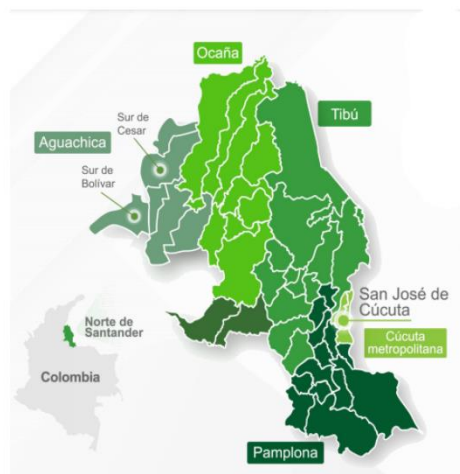 Ocaña
Tibú
Sur de
Cesar
Aguachica
Sur de
Bolívar
San José de
Cúcuta
Cúcuta
metropolitana
Norte de
Santander
Colombia
Pamplona